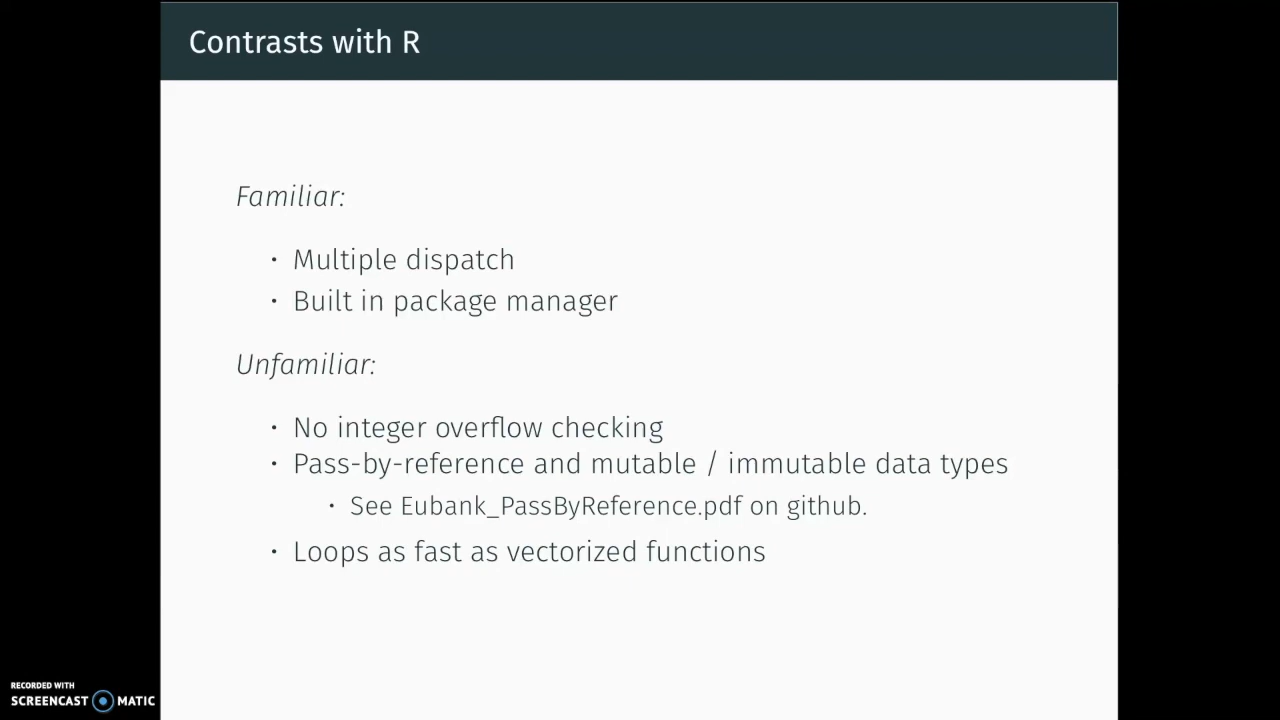 Contrasts with R
Familiar:
• Multiple dispatch
• Built in package manager
Unfamiliar:
• No integer overflow checking
• Pass-by-reference and mutable / immutable data types
• See Eubank_PassByReference.pdf on github.
• Loops as fast as vectorized functions
RECORDED WITH
SCREENCAST MATIC